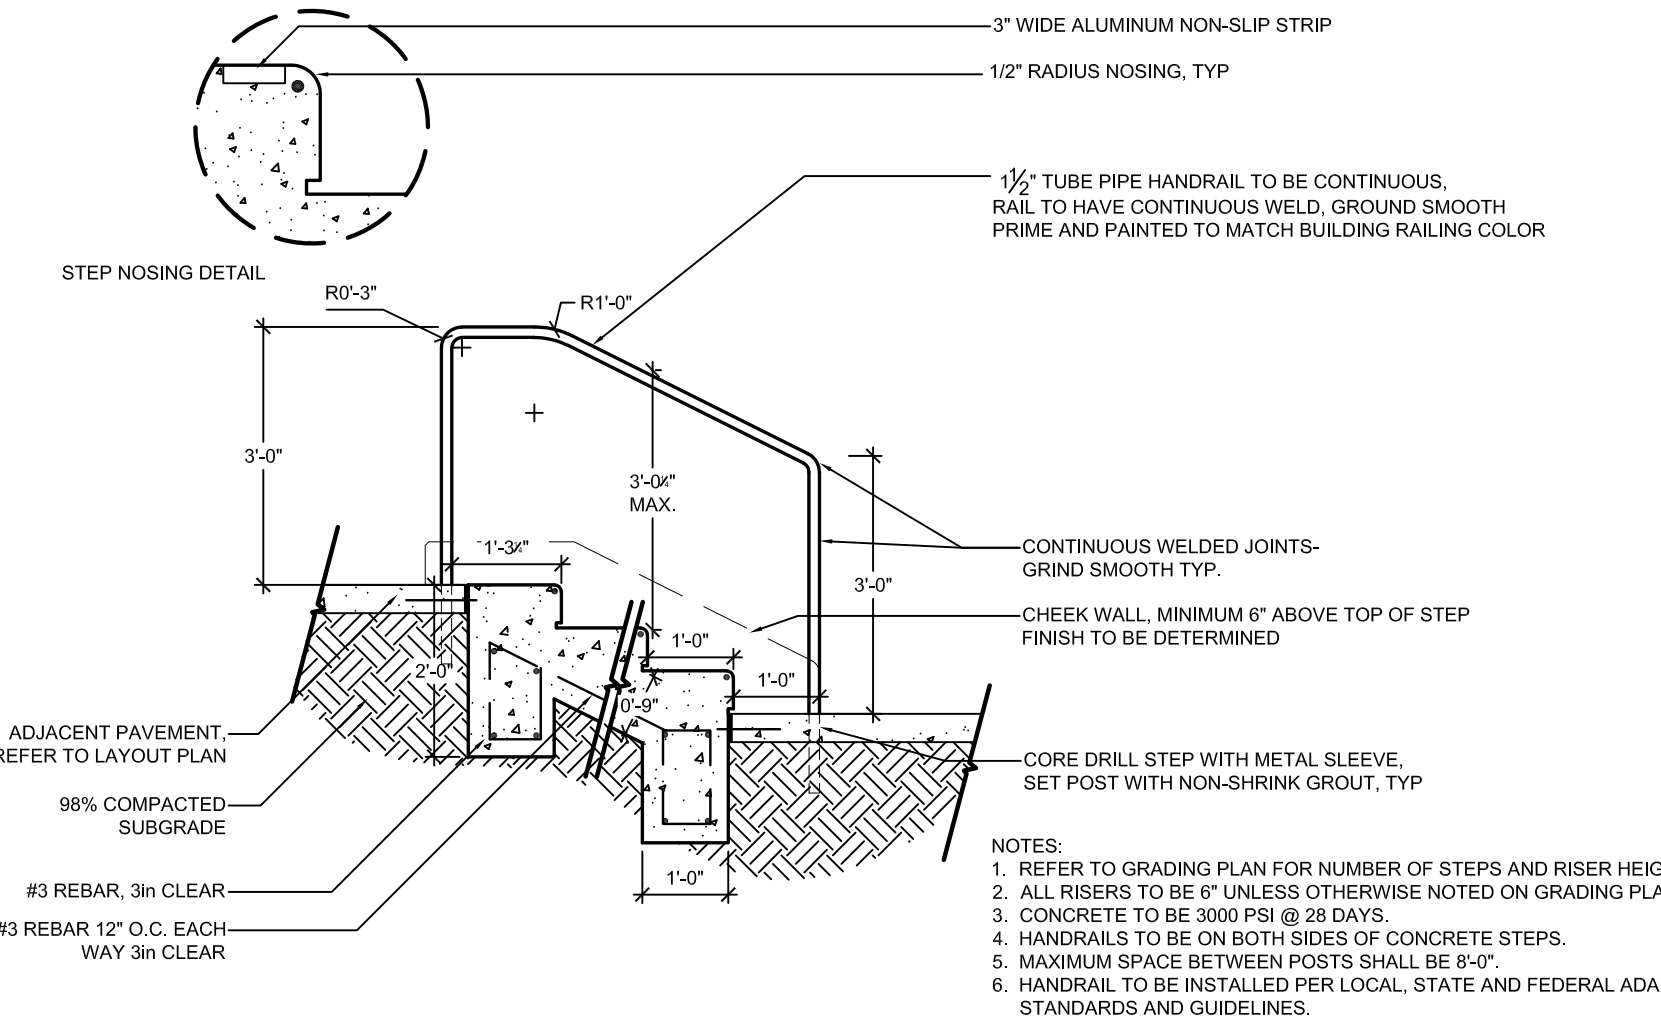 3" WIDE ALUMINUM NON-SLIP STRIP
1/2" RADIUS NOSING, TYP
1 1/2" TUBE PIPE HANDRAIL TO BE CONTINUOUS,
RAIL TO HAVE CONTINUOUS WELD, GROUND SMOOTH
PRIME AND PAINTED TO MATCH BUILDING RAILING COLOR
STEP NOSING DETAIL
R0'-3"
R1'-0"
3'-0"
3'-0¼"
MAX.
1'-3¼"
3'-0"
CONTINUOUS WELDED JOINTS-
GRIND SMOOTH TYP.
CHEEK WALL, MINIMUM 6" ABOVE TOP OF STEP
FINISH TO BE DETERMINED
1'-0"
2'-0"
1'-0"
0'-9"
ADJACENT PAVEMENT,
REFER TO LAYOUT PLAN
CORE DRILL STEP WITH METAL SLEEVE,
SET POST WITH NON-SHRINK GROUT, TYP
98% COMPACTED
SUBGRADE
1'-0"
#3 REBAR, 3in CLEAR
#3 REBAR 12" O.C. EACH
WAY 3in CLEAR
NOTES:
1. REFER TO GRADING PLAN FOR NUMBER OF STEPS AND RISER HEIG
2. ALL RISERS TO BE 6" UNLESS OTHERWISE NOTED ON GRADING PLA
3. CONCRETE TO BE 3000 PSI @ 28 DAYS.
4. HANDRAILS TO BE ON BOTH SIDES OF CONCRETE STEPS.
5. MAXIMUM SPACE BETWEEN POSTS SHALL BE 8'-0".
6. HANDRAIL TO BE INSTALLED PER LOCAL, STATE AND FEDERAL ADA
STANDARDS AND GUIDELINES.